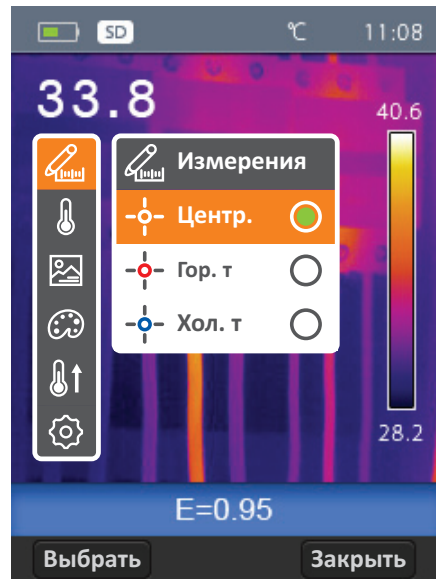 SD °C 11:08
33.8
40.6
Измерения
Центр.
Гор. т
Хол. т
28.2
E=0.95
Выбрать Закрыть